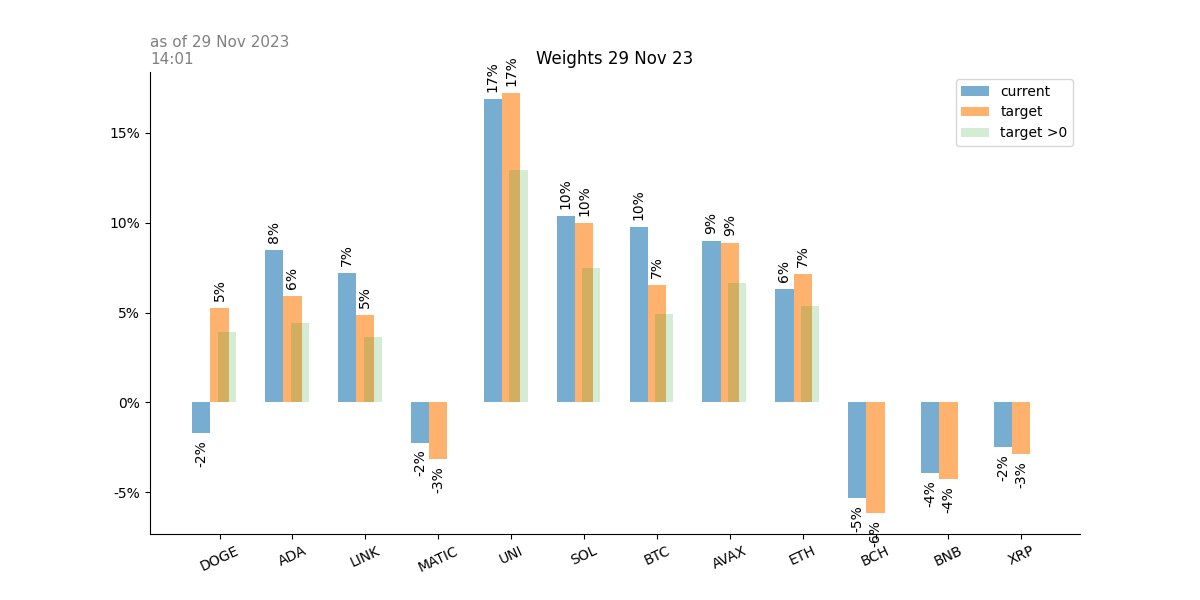 as of 29 Nov 2023
14:01
Weights 29 Nov 23
current
target
target >0
15%
10%
5%
0%
-5%
-2%
5%
8%
6%
7%
5%
-2%
-3%
17%
17%
10%
10%
10%
7%
9%
9%
6%
7%
-5%
-6%
-4%
-4%
-2%
-3%
DOGE
ADA
LINK
MATIC
UNI
SOL
BTC
AVAX
ETH
BCH
BNB
XRP